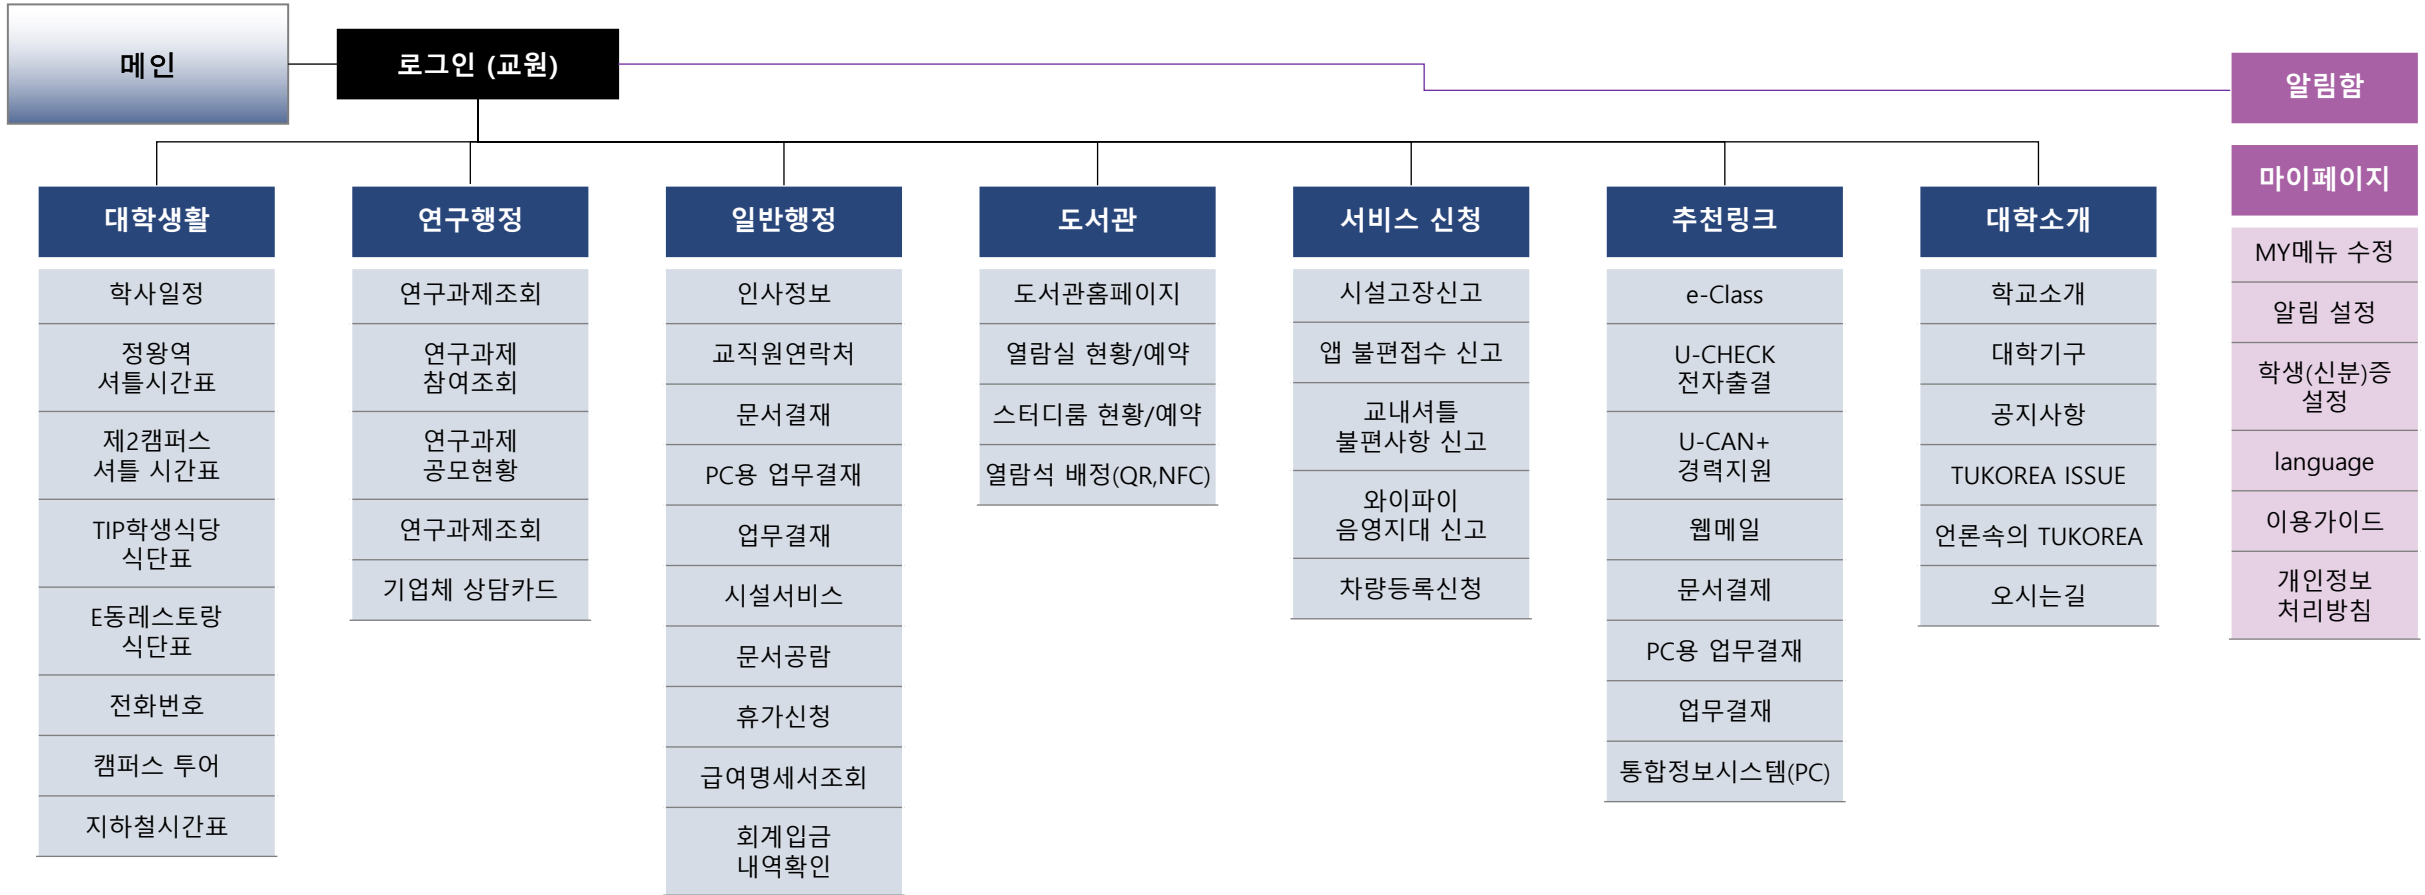 메인
로그인 (교원)
알림함
마이페이지
MY메뉴 수정
알림 설정
학생(신분)증
설정
language
이용가이드
개인정보
처리방침
대학생활
학사일정
정왕역
셔틀시간표
제2캠퍼스
셔틀 시간표
TIP학생식당
식단표
E동레스토랑
식단표
전화번호
캠퍼스 투어
지하철시간표
연구행정
연구과제조회
연구과제
참여조회
연구과제
공모현황
연구과제조회
기업체 상담카드
일반행정
인사정보
교직원연락처
문서결재
PC용 업무결재
업무결재
시설서비스
문서공람
휴가신청
급여명세서조회
회계입금
내역확인
도서관
도서관홈페이지
열람실 현황/예약
스터디룸 현황/예약
열람석 배정(QR,NFC)
서비스 신청
시설고장신고
앱 불편접수 신고
교내셔틀
불편사항 신고
와이파이
음영지대 신고
차량등록신청
추천링크
e-Class
U-CHECK
전자출결
U-CAN+
경력지원
웹메일
문서결제
PC용 업무결재
업무결재
통합정보시스템(PC)
대학소개
학교소개
대학기구
공지사항
TUKOREA ISSUE
언론속의 TUKOREA
오시는길